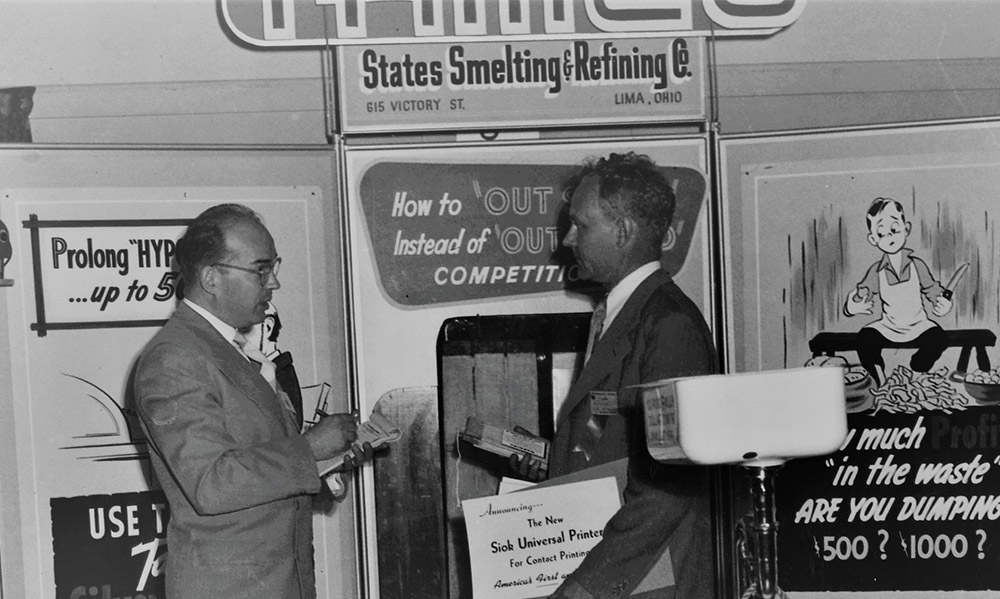 States Smelting & Refining Co.
615 VICTORY ST. LIMA, OHIO
Prolong "HYP
...up to 5
USE T
How to 'OUT
Instead of 'OUT
COMPETITI
Announcing...
The New
Siok Universal Printer
For Contact Printing
America's First
much Profi
"in the waste"
ARE YOU DUMPING
$500? $1000?